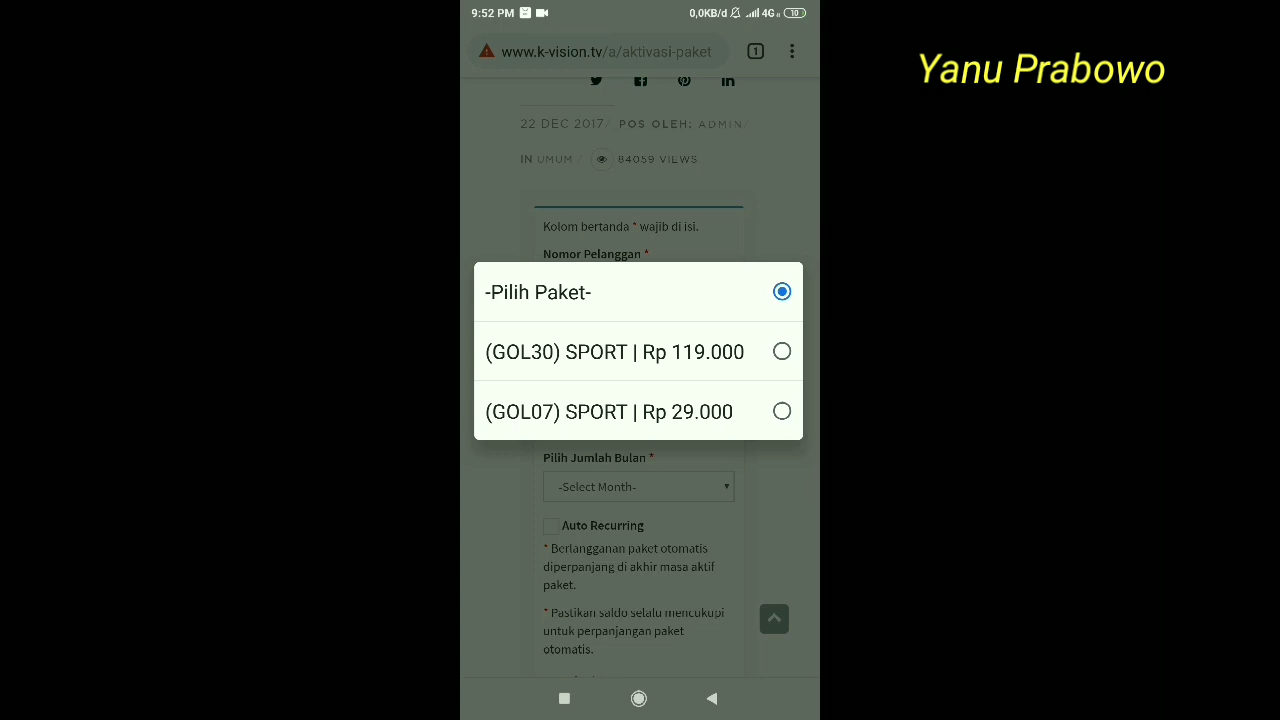 9:52 PM
0,0KB/d 4G 10
www.k-vision.tv/a/aktivasi-paket
1
Yanu Prabowo
22 DEC 2017/ POS OLEH: ADMIN/
IN UMUM / 84059 VIEWS
Kolom bertanda * wajib di isi.
Nomor Pelanggan *
-Pilih Paket-
(GOL30) SPORT | Rp 119.000
(GOL07) SPORT | Rp 29.000
Pilih Jumlah Bulan *
-Select Month-
Auto Recurring
* Berlangganan paket otomatis
diperpanjang di akhir masa aktif
paket.
* Pastikan saldo selalu mencukupi
untuk perpanjangan paket
otomatis.